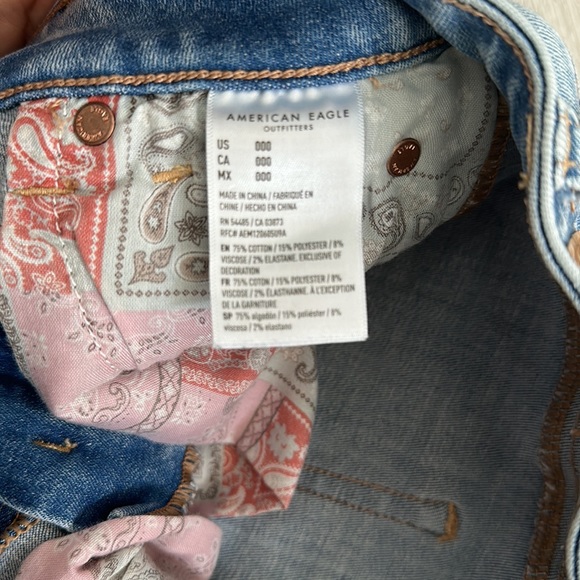 AMERICAN EAGLE
OUTFITTERS
US 000
CA 000
MX 000
MADE IN CHINA / FABRIQUÉ EN
CHINE / HECHO EN CHINA
RN 54485 / CA 03873
RFC# AEM1206D509A
EN 75% COTTON / 15% POLYESTER / 8%
VISCOSE / 2% ELASTANE. EXCLUSIVE OF
DECORATION
FR 75% COTON / 15% POLYESTER / 8%
VISCOSE / 2% ÉLASTHANNE. À L'EXCEPTION
DE LA GARNITURE
SP 75% algodón / 15% poliéster / 8%
viscosa / 2% elastano